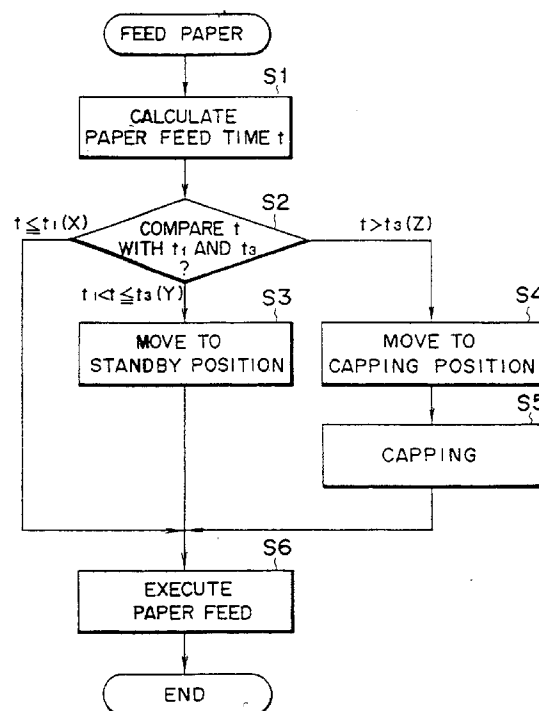 FEED PAPER
S1
CALCULATE
PAPER FEED TIME t
S2
t≦t₁(X)
COMPARE t
WITH t₁ AND t₃
?
t>t₃(Z)
t₁<t≦t₃(Y)
S3
MOVE TO
STANDBY POSITION
S4
MOVE TO
CAPPING POSITION
S5
CAPPING
S6
EXECUTE
PAPER FEED
END